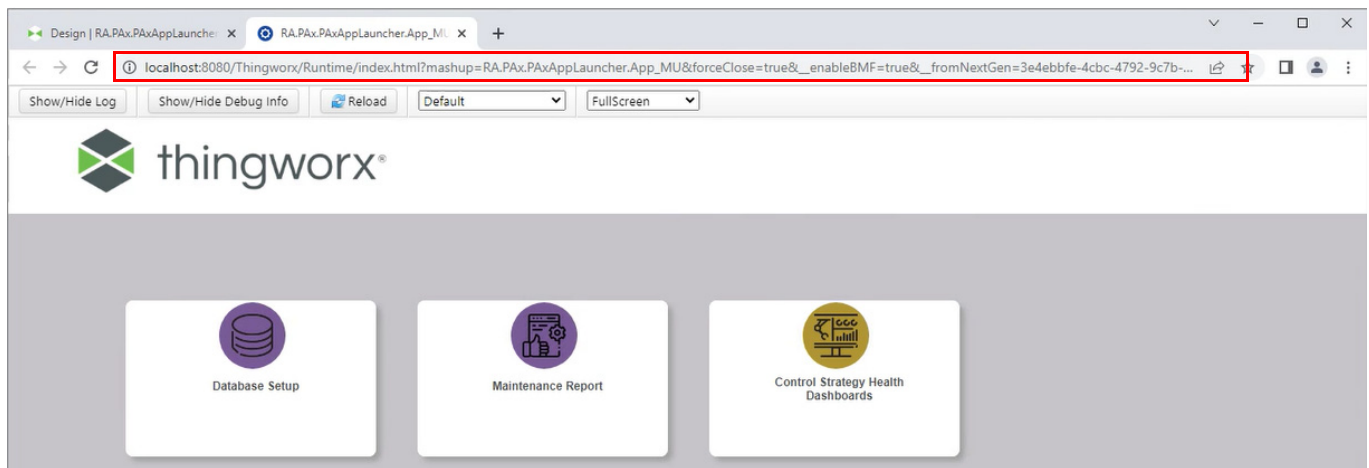 Design | RA.PAx.PAxAppLaunche
RA.PAx.PAxAppLauncher.App_MU
localhost:8080/Thingworx/Runtime/index.html?mashup=RA.PAx.PAxAppLauncher.App_MU&forceClose=true&__enableBMF=true&__fromNextGen=3e4ebbfe-4cbc-4792-9c7b-...
Show/Hide Log
Show/Hide Debug Info
Reload
Default
FullScreen
thingworx®
Database Setup
Maintenance Report
Control Strategy Health
Dashboards